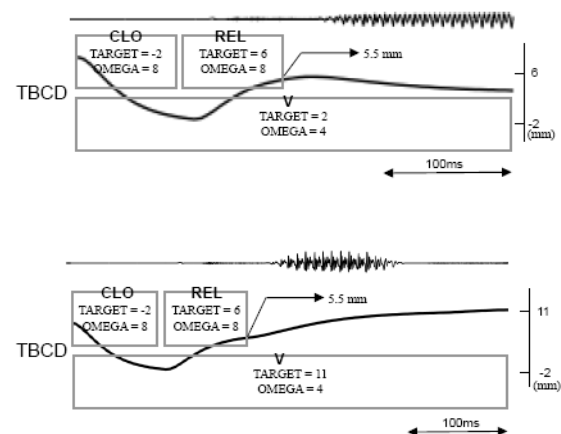 CLO REL
TARGET = -2 TARGET = 6 5.5 mm
OMEGA = 8 OMEGA = 8
6
TBCD
V
TARGET = 2
OMEGA = 4
-2
(mm)
100ms
CLO REL
TARGET = -2 TARGET = 6 5.5 mm
OMEGA = 8 OMEGA = 8
11
TBCD
V
TARGET = 11
OMEGA = 4
-2
(mm)
100ms